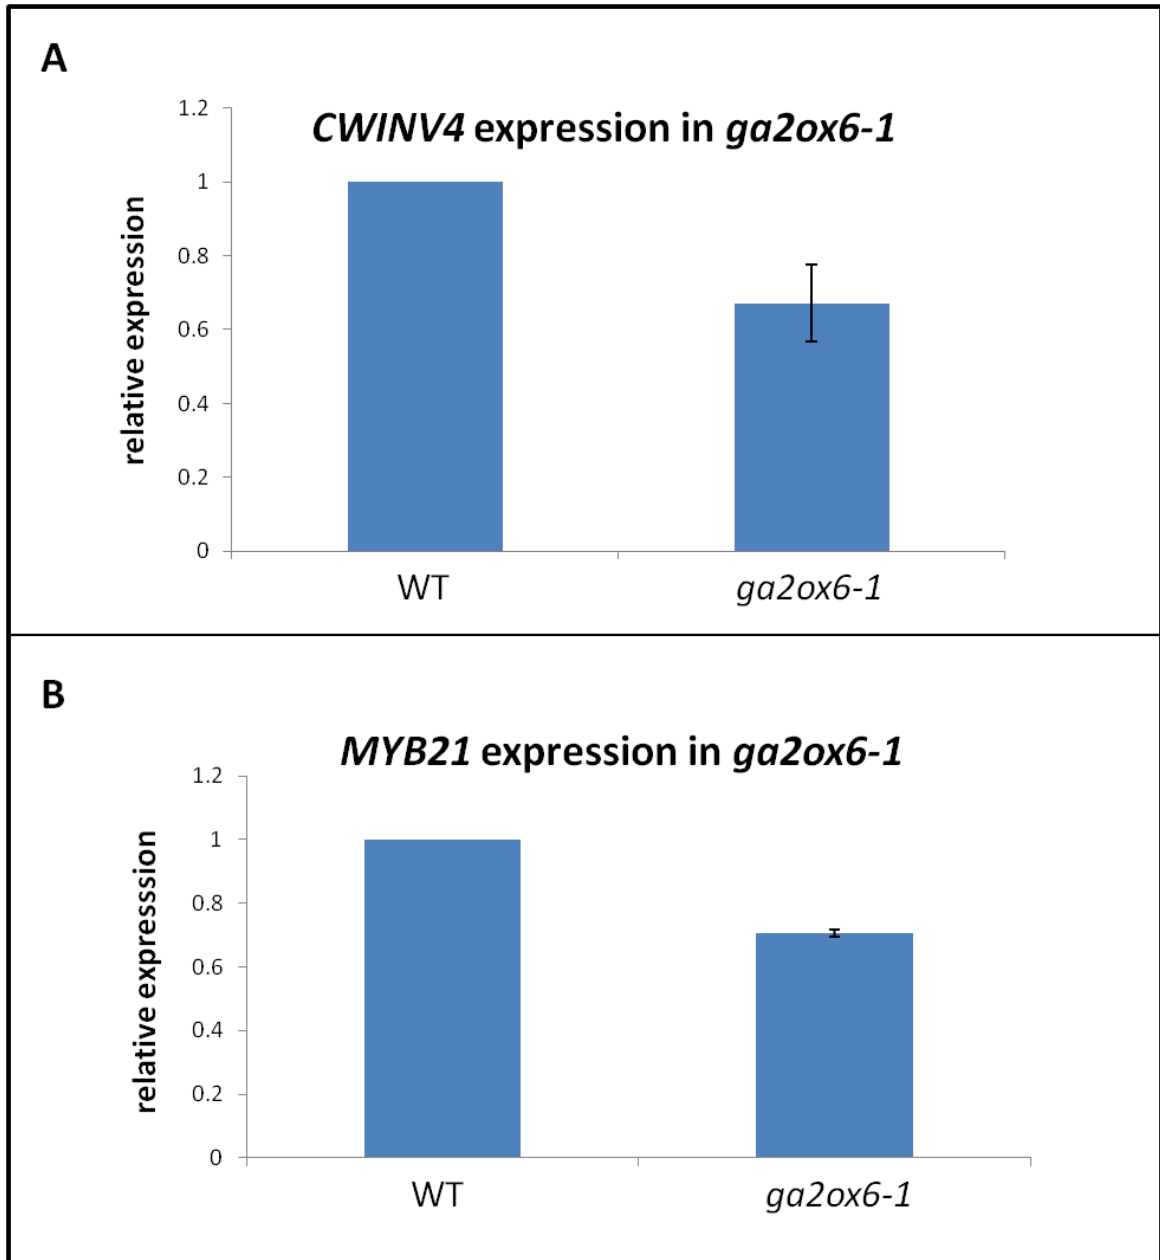 A
CWINV4 expression in ga2ox6-1
1.2
1
0.8
0.6
0.4
0.2
0
relative expression
WT
ga2ox6-1
B
MYB21 expression in ga2ox6-1
1.2
1
0.8
0.6
0.4
0.2
0
relative expresssion
WT
ga2ox6-1